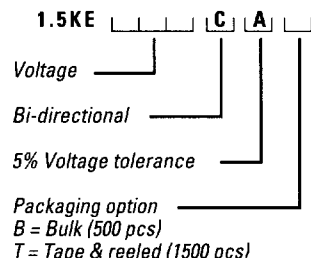 1.5KE C A
Voltage
Bi-directional
5% Voltage tolerance
Packaging option
B = Bulk (500 pcs)
T = Tape & reeled (1500 pcs)